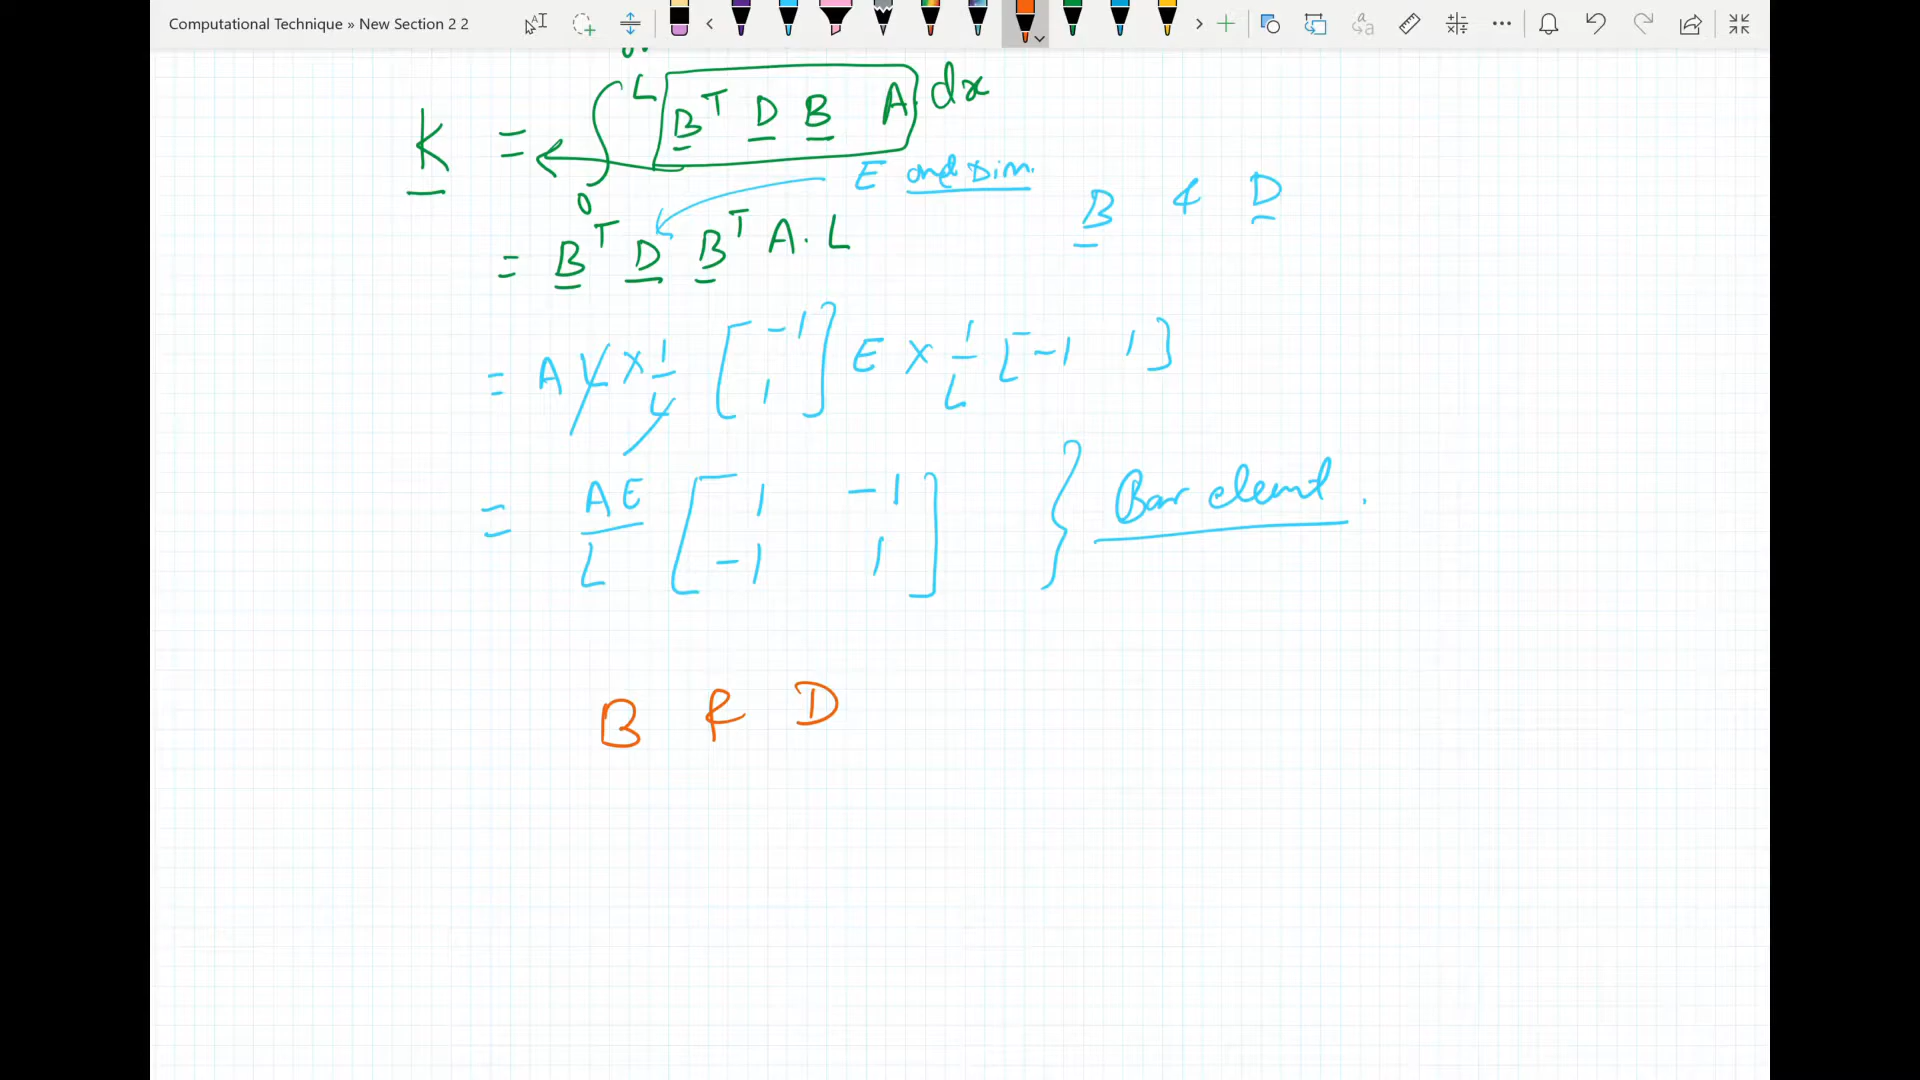 Computational Technique » New Section 2 2
K = ∫₀ᴸ Bᵀ D B A dx
E one Dim.
B & D
= Bᵀ D Bᵀ A. L
= A L × 1/L [-1 1] E × 1/L [-1 1]
= AE/L [1 -1 -1 1] } Bar element.
B & D